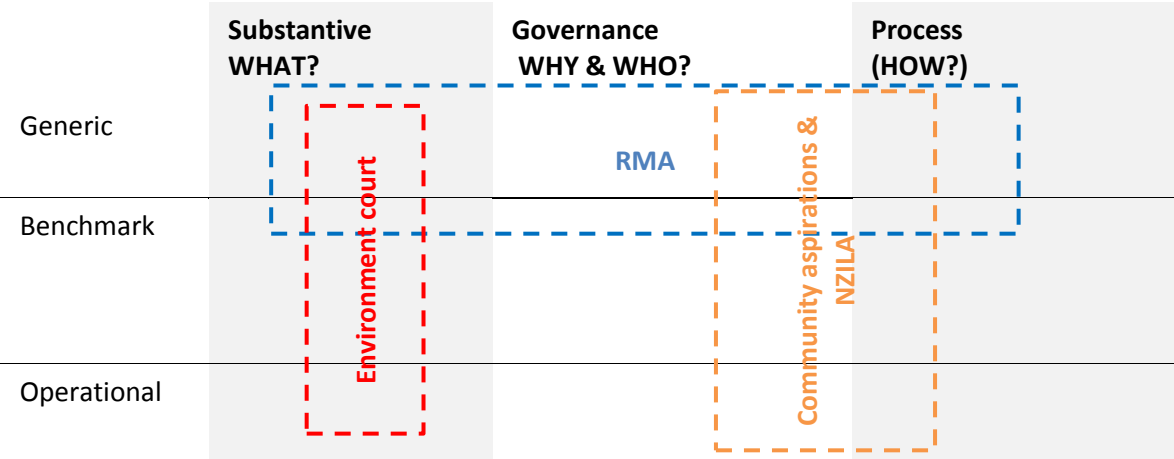 Substantive
WHAT?
Governance
WHY & WHO?
Process
(HOW?)
Generic
RMA
Environment court
Community aspirations &
NZILA
Benchmark
Operational